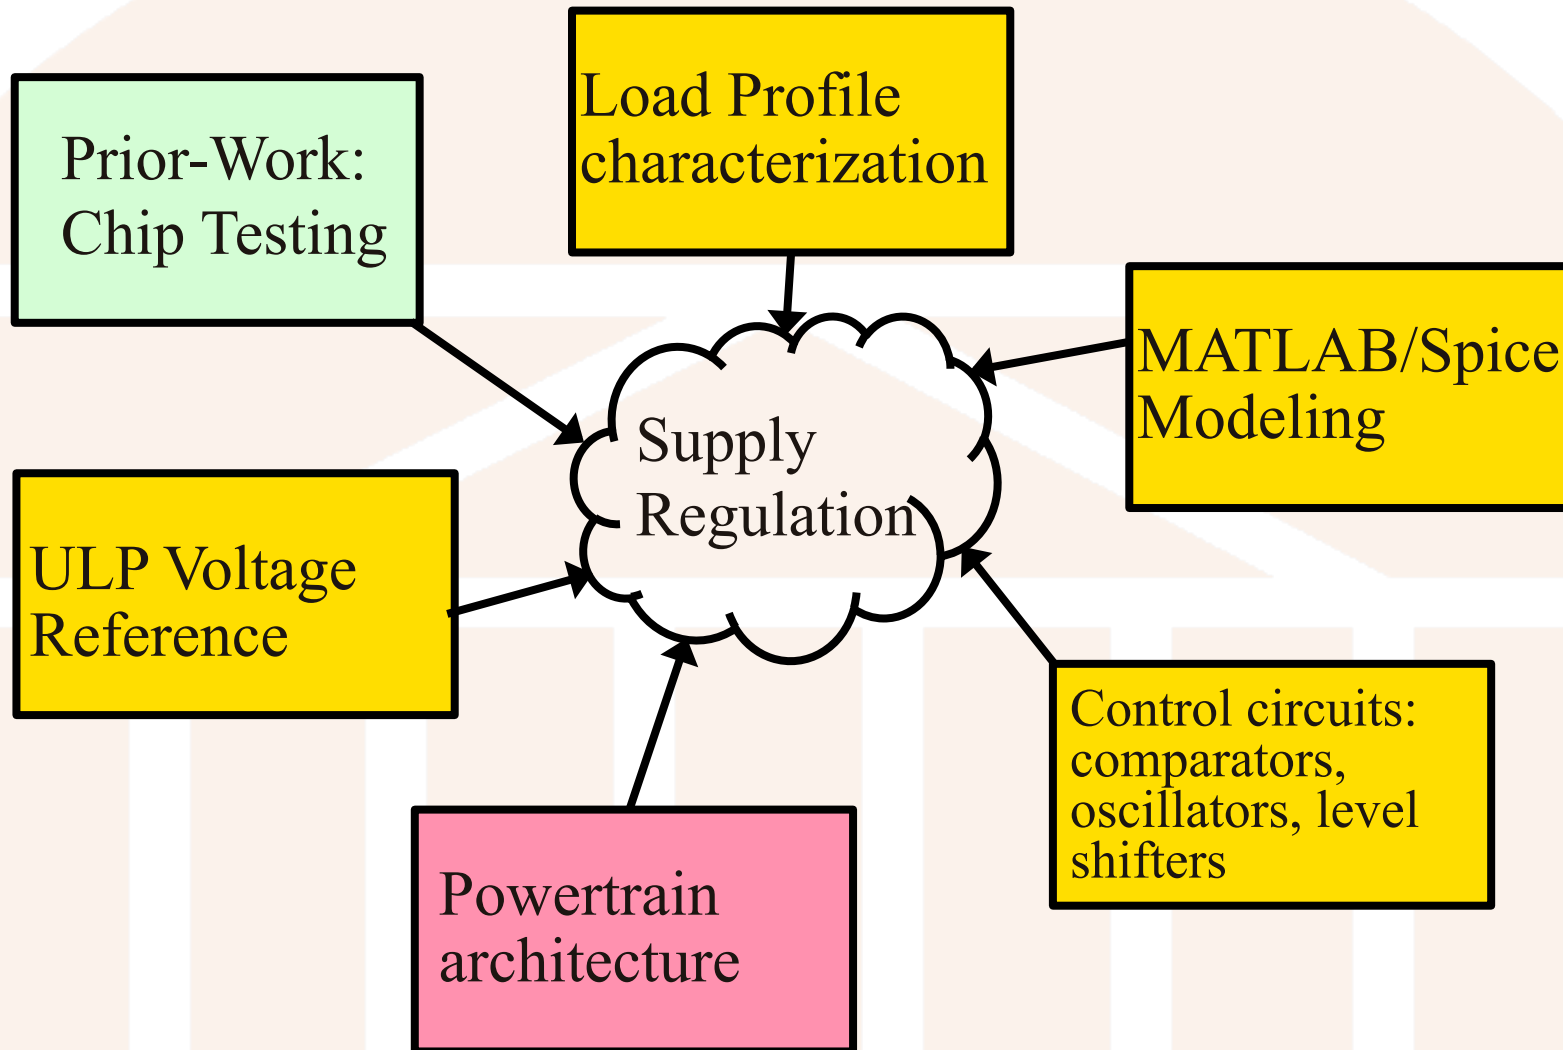 Load Profile
characterization
Prior-Work:
Chip Testing
MATLAB/Spice
Modeling
Supply
Regulation
ULP Voltage
Reference
Control circuits:
comparators,
oscillators, level
shifters
Powertrain
architecture